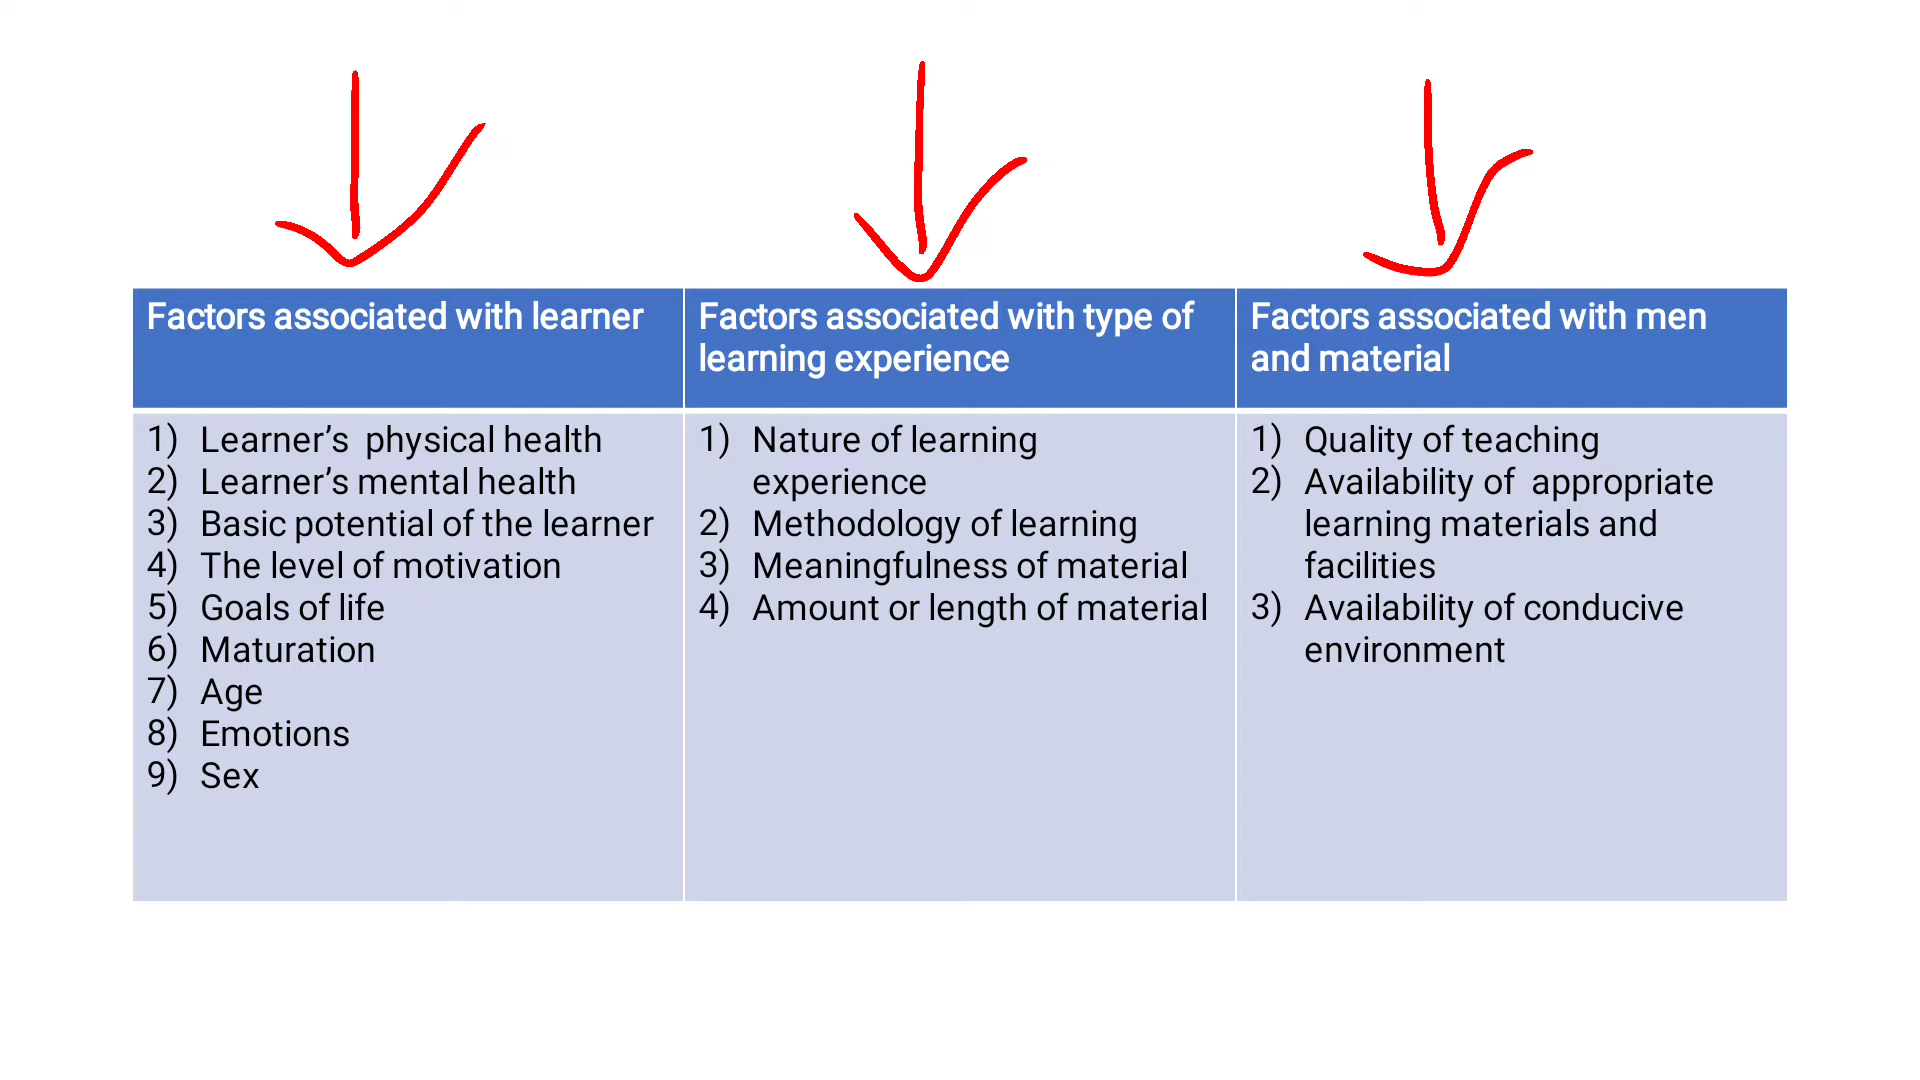 Factors associated with learner
Factors associated with type of
learning experience
Factors associated with men
and material
1) Learner’s physical health
2) Learner’s mental health
3) Basic potential of the learner
4) The level of motivation
5) Goals of life
6) Maturation
7) Age
8) Emotions
9) Sex
1) Nature of learning
experience
2) Methodology of learning
3) Meaningfulness of material
4) Amount or length of material
1) Quality of teaching
2) Availability of appropriate
learning materials and
facilities
3) Availability of conducive
environment